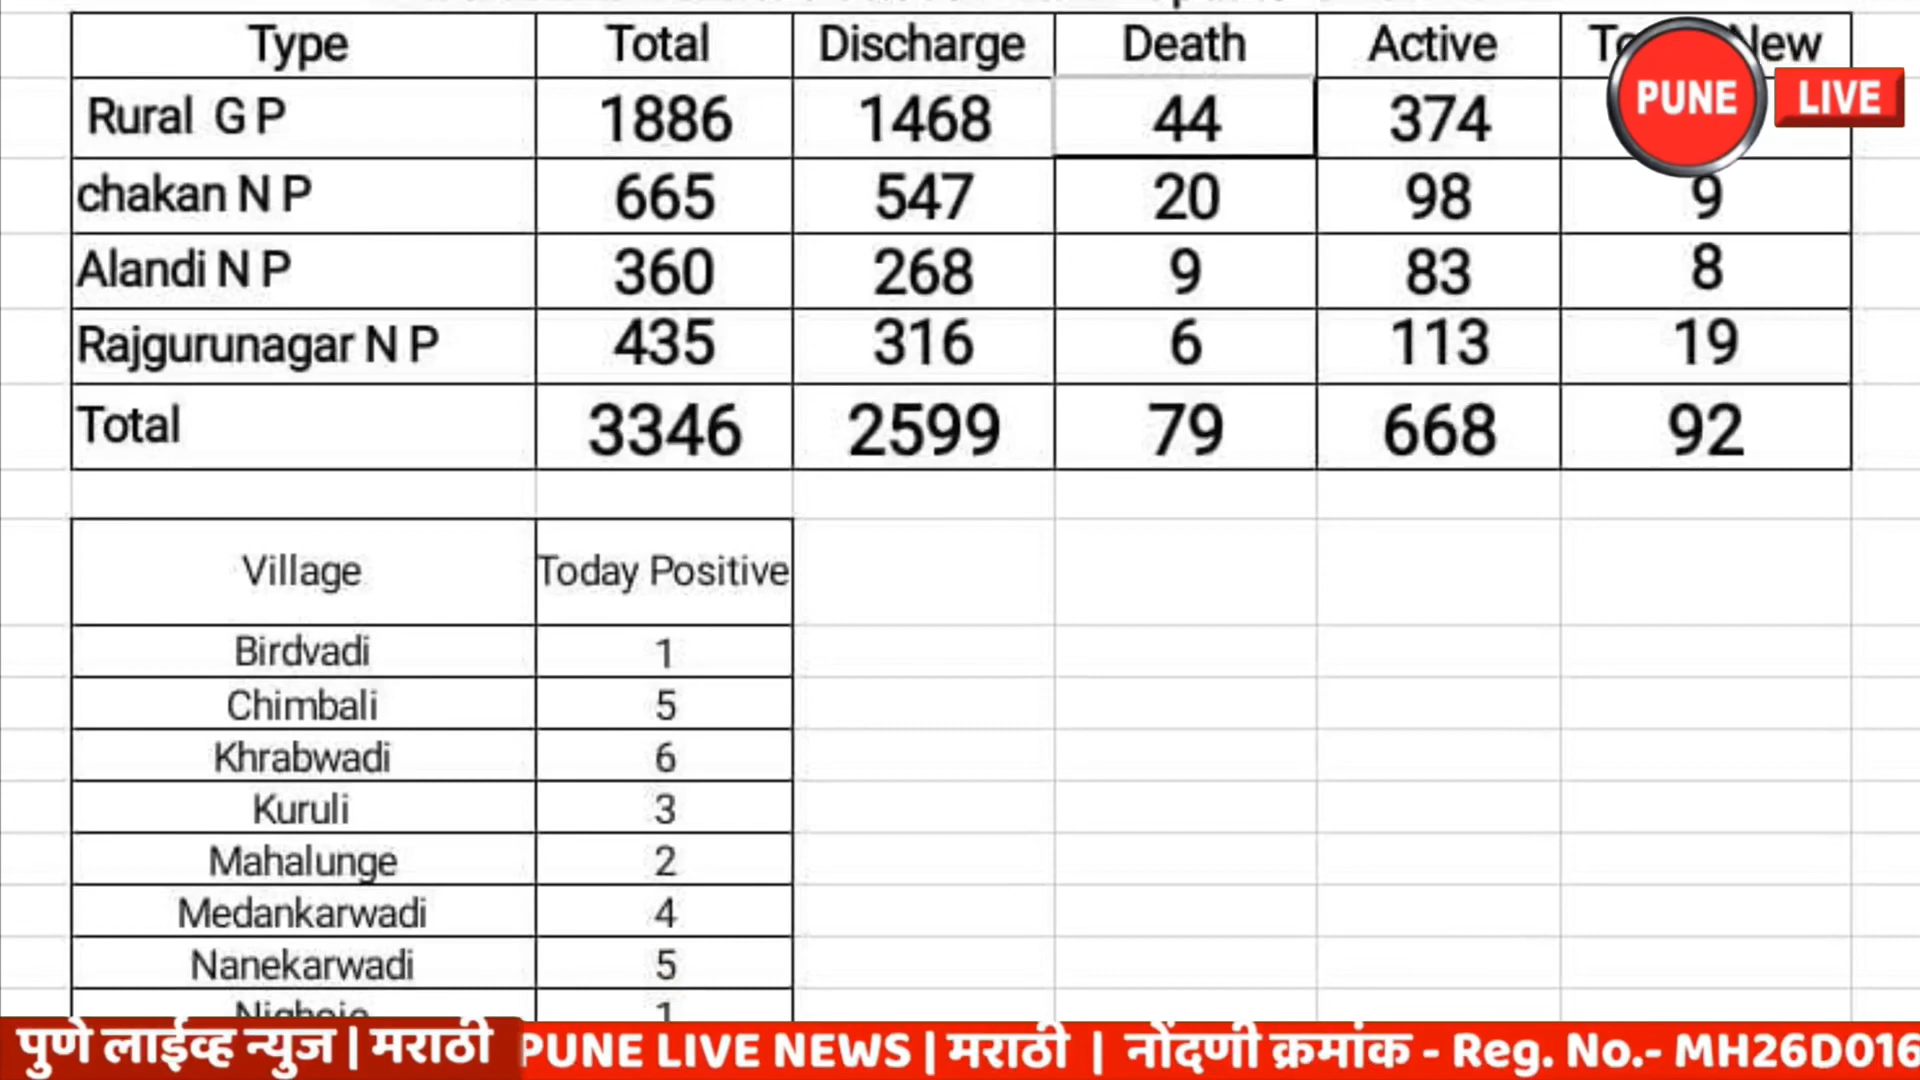 Type Total Discharge Death Active New
Rural G P 1886 1468 44 374
chakan N P 665 547 20 98 9
Alandi N P 360 268 9 83 8
Rajgurunagar N P 435 316 6 113 19
Total 3346 2599 79 668 92
PUNE LIVE
Village Today Positive
Birdvadi 1
Chimbali 5
Khrabwadi 6
Kuruli 3
Mahalunge 2
Medankarwadi 4
Nanekarwadi 5
1
पुणे लाईव्ह न्युज | मराठी PUNE LIVE NEWS | मराठी | नोंदणी क्रमांक - Reg. No.- MH26D016